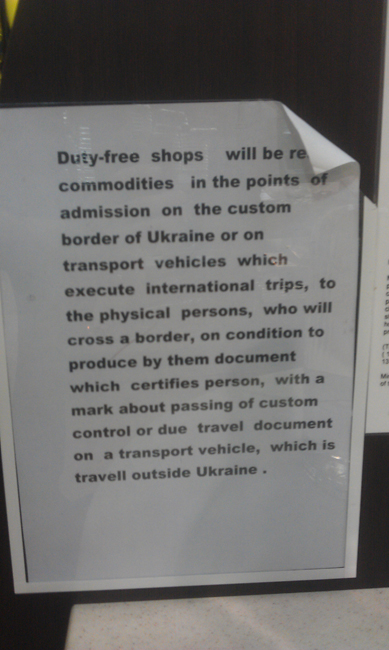 Duty-free shops will be
commodities in the points of
admission on the custom
border of Ukraine or on
transport vehicles which
execute international trips, to
the physical persons, who will
cross a border, on condition to
produce by them document
which certifies person, with a
mark about passing of custom
control or due travel document
on a transport vehicle, which is
travell outside Ukraine .